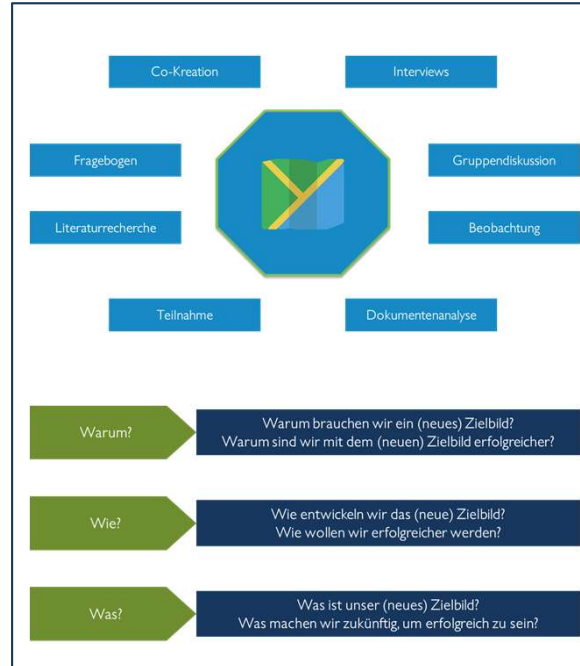 Co-Kreation
Interviews
Fragebogen
Gruppendiskussion
Literaturrecherche
Beobachtung
Teilnahme
Dokumentenanalyse
Warum?
Warum brauchen wir ein (neues) Zielbild?
Warum sind wir mit dem (neuen) Zielbild erfolgreicher?
Wie?
Wie entwickeln wir das (neue) Zielbild?
Wie wollen wir erfolgreicher werden?
Was?
Was ist unser (neues) Zielbild?
Was machen wir zukünftig, um erfolgreich zu sein?